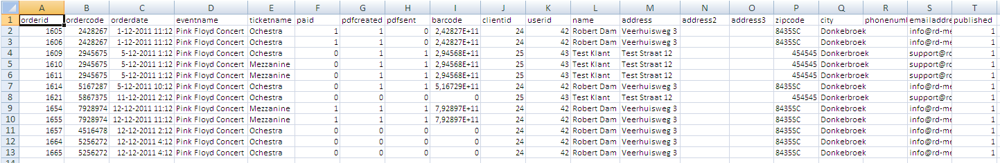 A B C D E F G H I J K L M N O P Q R S T
1 orderid ordercode orderdate eventname ticketname paid pdfcreated pdfsent barcode clientid userid name address address2 address3 zipcode city phonenuml emailaddre published
2 1605 2428267 1-12-2011 11:12 Pink Floyd Concert Ochestra 1 1 0 2,42827E+11 24 42 Robert Dam Veerhuisweg 3 8435SC Donkebroek info@rd-me 1
3 1606 2428267 1-12-2011 11:12 Pink Floyd Concert Ochestra 1 1 0 2,42827E+11 24 42 Robert Dam Veerhuisweg 3 8435SC Donkebroek info@rd-me 1
4 1609 2945675 5-12-2011 1:12 Pink Floyd Concert Ochestra 0 1 1 2,94568E+11 25 43 Test Klant Test Straat 12 454545 Donkerbroek support@rd 1
5 1610 2945675 5-12-2011 1:12 Pink Floyd Concert Mezzanine 0 1 1 2,94568E+11 25 43 Test Klant Test Straat 12 454545 Donkerbroek support@rd 1
6 1611 2945675 5-12-2011 1:12 Pink Floyd Concert Mezzanine 0 1 1 2,94568E+11 25 43 Test Klant Test Straat 12 454545 Donkerbroek support@rd 1
7 1614 5167287 5-12-2011 10:12 Pink Floyd Concert Ochestra 0 1 1 5,16729E+11 24 42 Robert Dam Veerhuisweg 3 8435SC Donkebroek info@rd-me 1
8 1621 5867375 11-12-2011 2:12 Pink Floyd Concert Ochestra 0 0 0 0 25 43 Test Klant Test Straat 12 454545 Donkerbroek support@rd 1
9 1654 7928974 12-12-2011 11:12 Pink Floyd Concert Mezzanine 1 1 1 7,92897E+11 24 42 Robert Dam Veerhuisweg 3 8435SC Donkebroek info@rd-me 1
10 1655 7928974 12-12-2011 11:12 Pink Floyd Concert Mezzanine 1 1 1 7,92897E+11 24 42 Robert Dam Veerhuisweg 3 8435SC Donkebroek info@rd-me 1
11 1657 4516478 12-12-2011 2:12 Pink Floyd Concert Ochestra 0 0 0 0 24 42 Robert Dam Veerhuisweg 3 8435SC Donkebroek info@rd-me 1
12 1664 5256272 12-12-2011 4:12 Pink Floyd Concert Ochestra 0 0 0 0 24 42 Robert Dam Veerhuisweg 3 8435SC Donkebroek info@rd-me 1
13 1665 5256272 12-12-2011 4:12 Pink Floyd Concert Ochestra 0 0 0 0 24 42 Robert Dam Veerhuisweg 3 8435SC Donkebroek info@rd-me 1